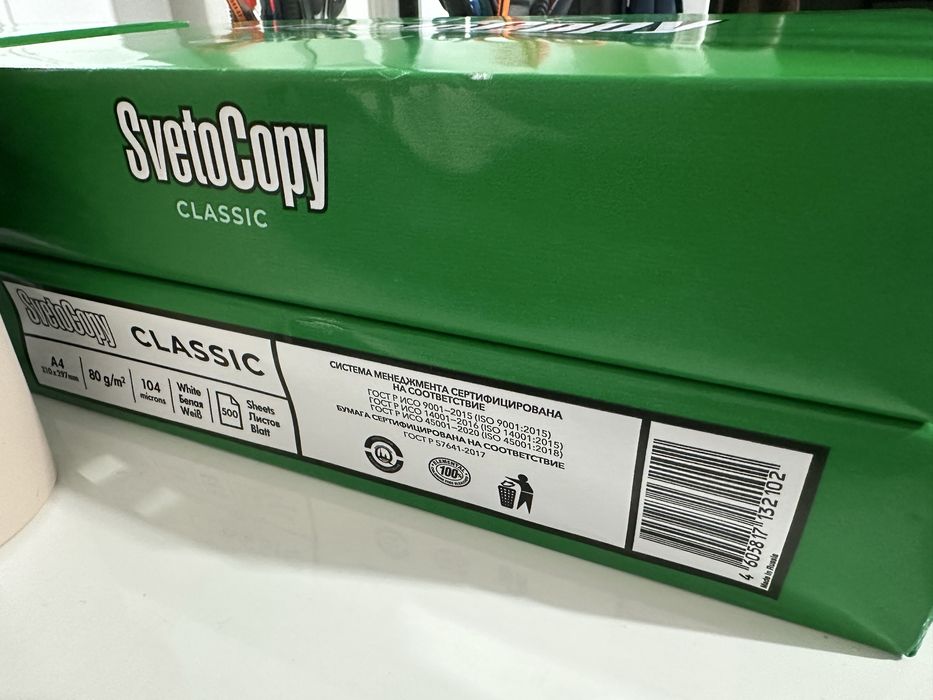 SvetoCopy
CLASSIC
SvetoCopy CLASSIC
A4
210 x 297mm
80 g/m²
104
microns
White
Белая
Weiß
500
Sheets
Листов
Blatt
СИСТЕМА МЕНЕДЖМЕНТА СЕРТИФИЦИРОВАНА
НА СООТВЕТСТВИЕ
ГОСТ Р ИСО 9001-2015 (ISO 9001:2015)
ГОСТ Р ИСО 14001-2016 (ISO 14001:2015)
ГОСТ Р ИСО 45001-2020 (ISO 45001:2018)
БУМАГА СЕРТИФИЦИРОВАНА НА СООТВЕТСТВИЕ
ГОСТ Р 57641-2017
ELEMENTAL
100%
4 605817 132102
Made in Russia